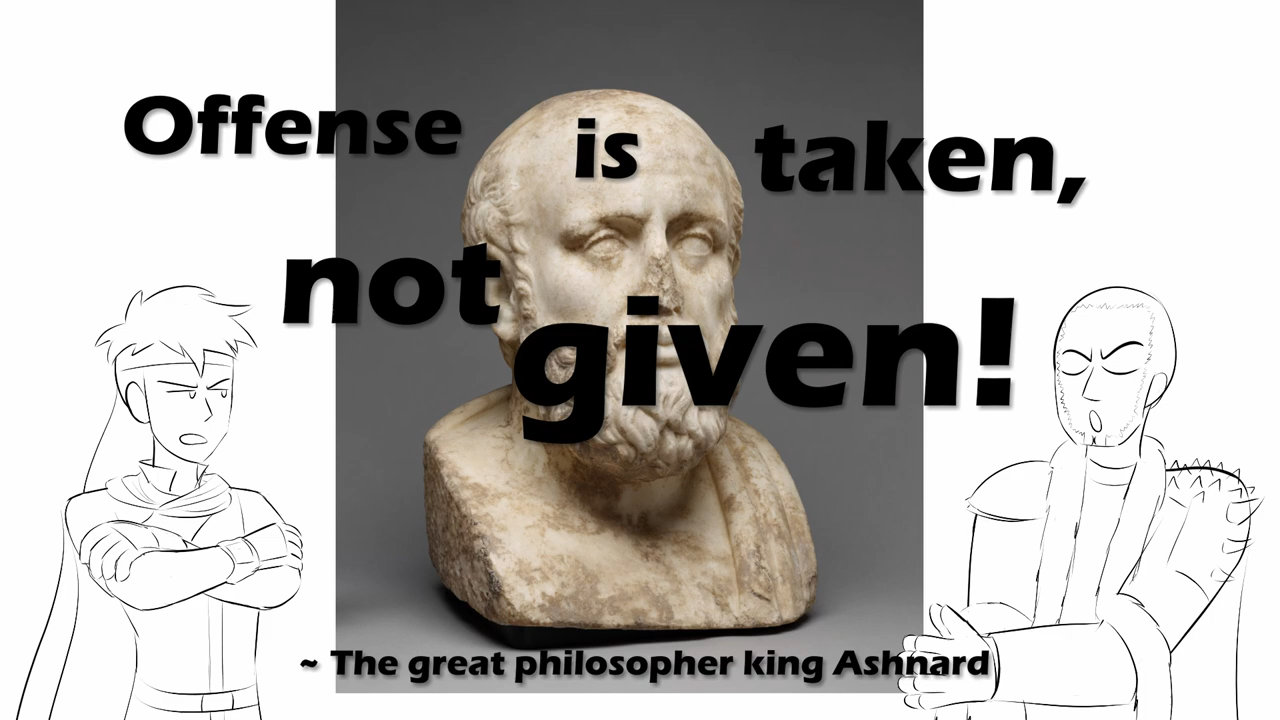 Offense is taken,
not given!
~ The great philosopher king Ashnard